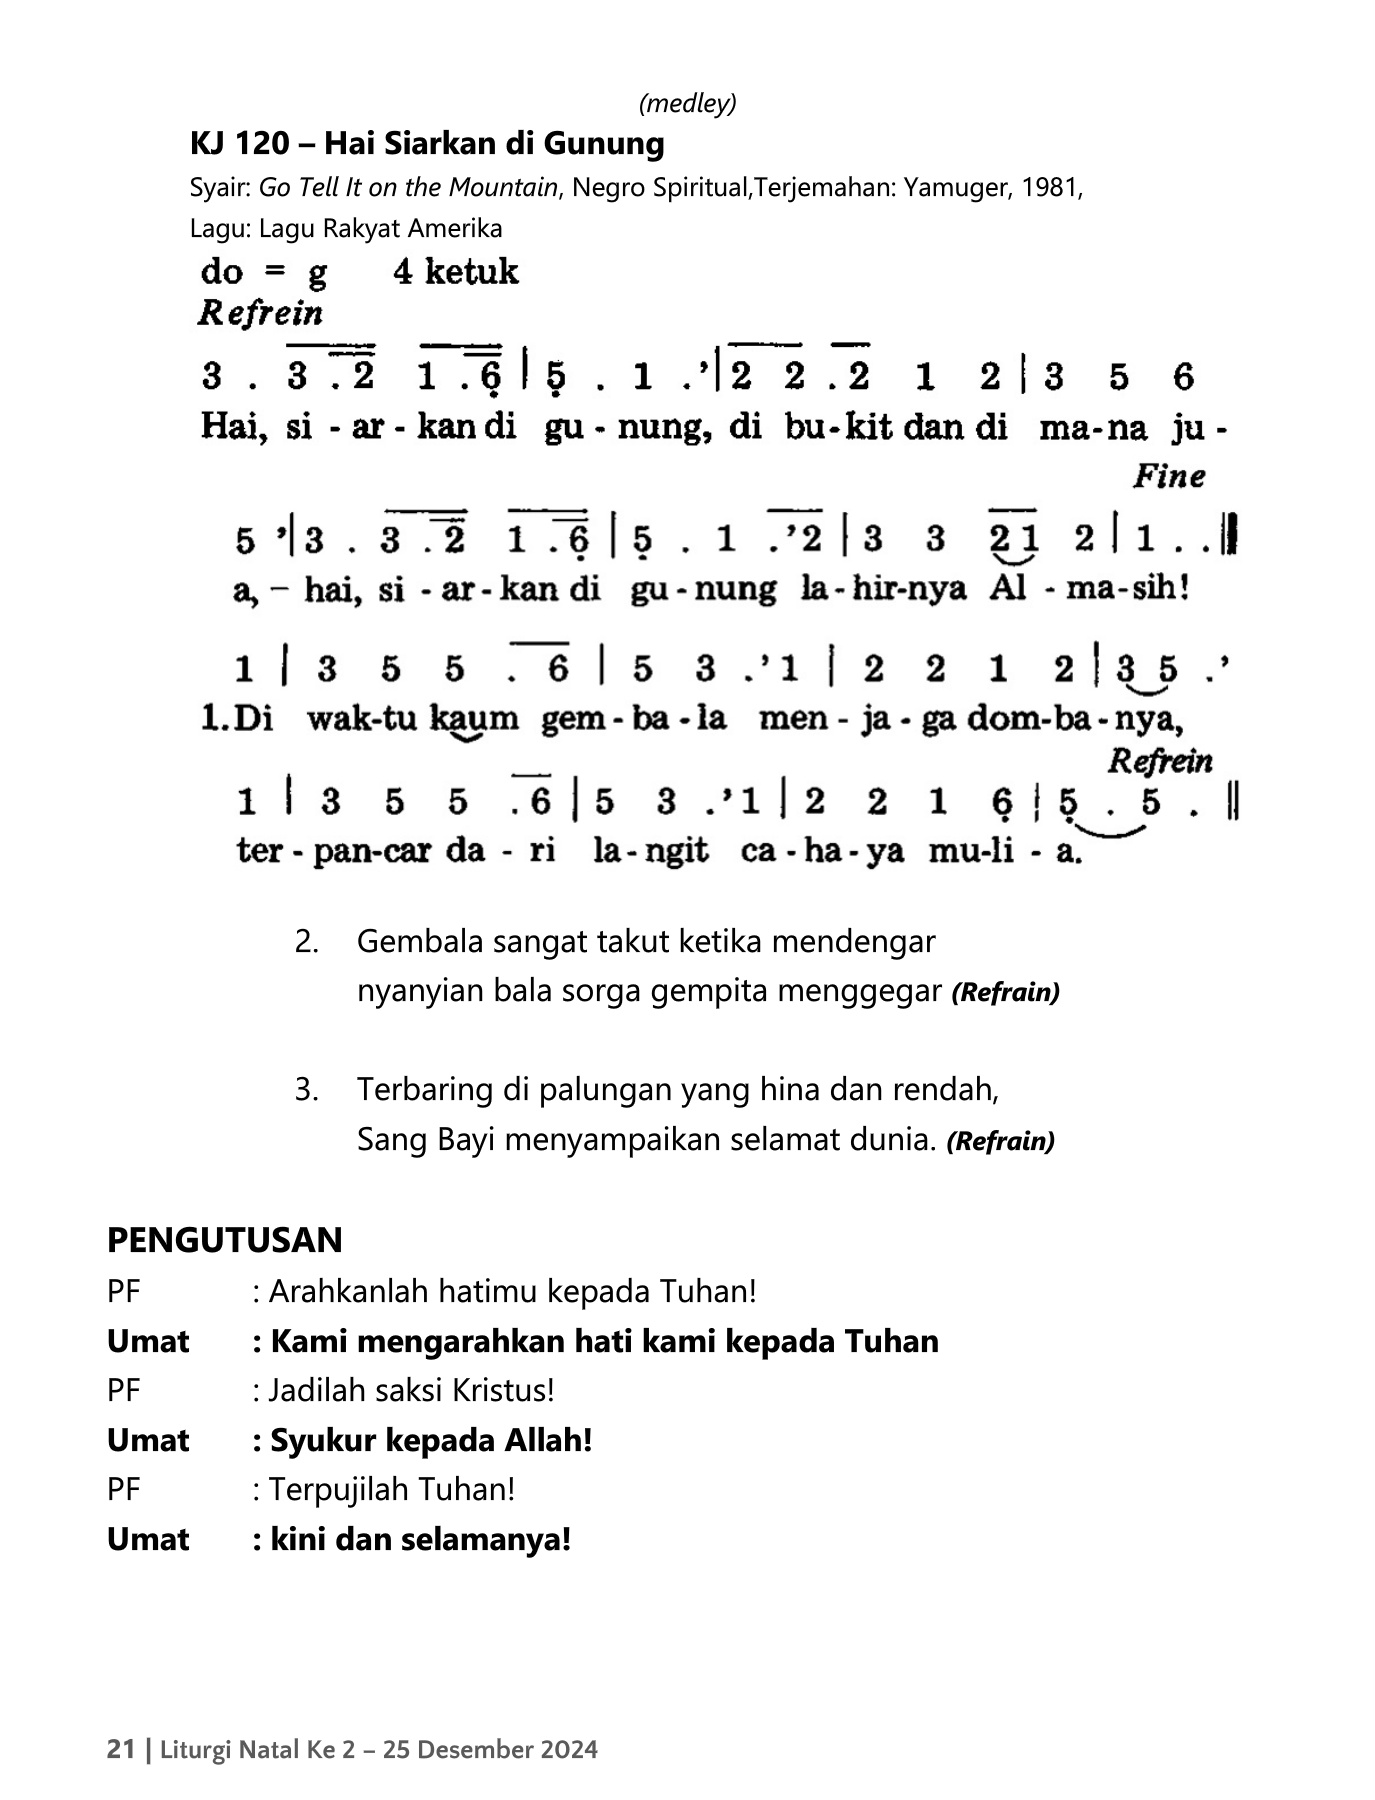 (medley)
KJ 120 – Hai Siarkan di Gunung
Syair: Go Tell It on the Mountain, Negro Spiritual,Terjemahan: Yamuger, 1981,
Lagu: Lagu Rakyat Amerika
do = g 4 ketuk
Refrein
3 . 3 . 2 1 . 6̣ | 5̣ . 1 . ’| 2 2 . 2 1 2 | 3 5 6
Hai, si - ar - kan di gu - nung, di bu - kit dan di ma - na ju -
Fine
5 ’| 3 . 3 . 2 1 . 6̣ | 5̣ . 1 . ’ 2 | 3 3 2 1 2 | 1 . . ||
a, – hai, si - ar - kan di gu - nung la - hir-nya Al - ma-sih!
1 | 3 5 5 . 6 | 5 3 . ’ 1 | 2 2 1 2 | 3 5 . ’
1. Di wak-tu kaum gem - ba - la men - ja - ga dom-ba - nya,
Refrein
1 | 3 5 5 . 6 | 5 3 . ’ 1 | 2 2 1 6̣ | 5̣ . 5 . ||
ter - pan-car da - ri la - ngit ca - ha - ya mu-li - a.
2. Gembala sangat takut ketika mendengar
nyanyian bala sorga gempita menggegar (Refrain)
3. Terbaring di palungan yang hina dan rendah,
Sang Bayi menyampaikan selamat dunia. (Refrain)
PENGUTUSAN
PF : Arahkanlah hatimu kepada Tuhan!
Umat : Kami mengarahkan hati kami kepada Tuhan
PF : Jadilah saksi Kristus!
Umat : Syukur kepada Allah!
PF : Terpujilah Tuhan!
Umat : kini dan selamanya!
21 | Liturgi Natal Ke 2 – 25 Desember 2024